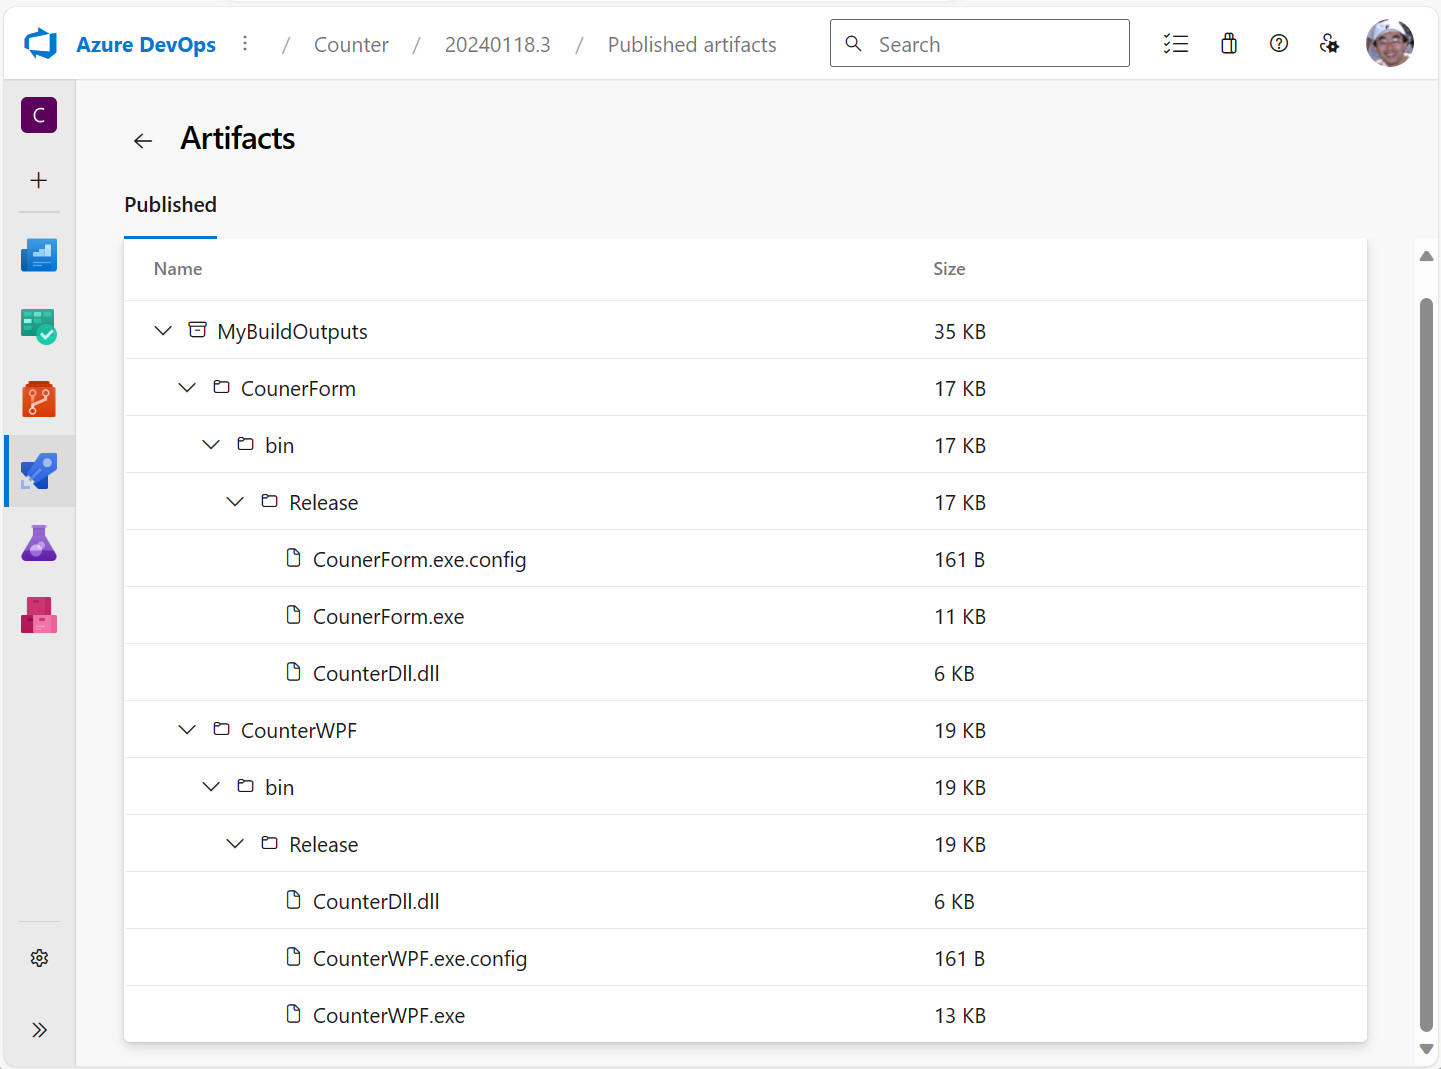 Azure DevOps / Counter / 20240118.3 / Published artifacts Search
C
Artifacts
Published
Name Size
MyBuildOutputs 35 KB
CounerForm 17 KB
bin 17 KB
Release 17 KB
CounerForm.exe.config 161 B
CounerForm.exe 11 KB
CounterDll.dll 6 KB
CounterWPF 19 KB
bin 19 KB
Release 19 KB
CounterDll.dll 6 KB
CounterWPF.exe.config 161 B
CounterWPF.exe 13 KB